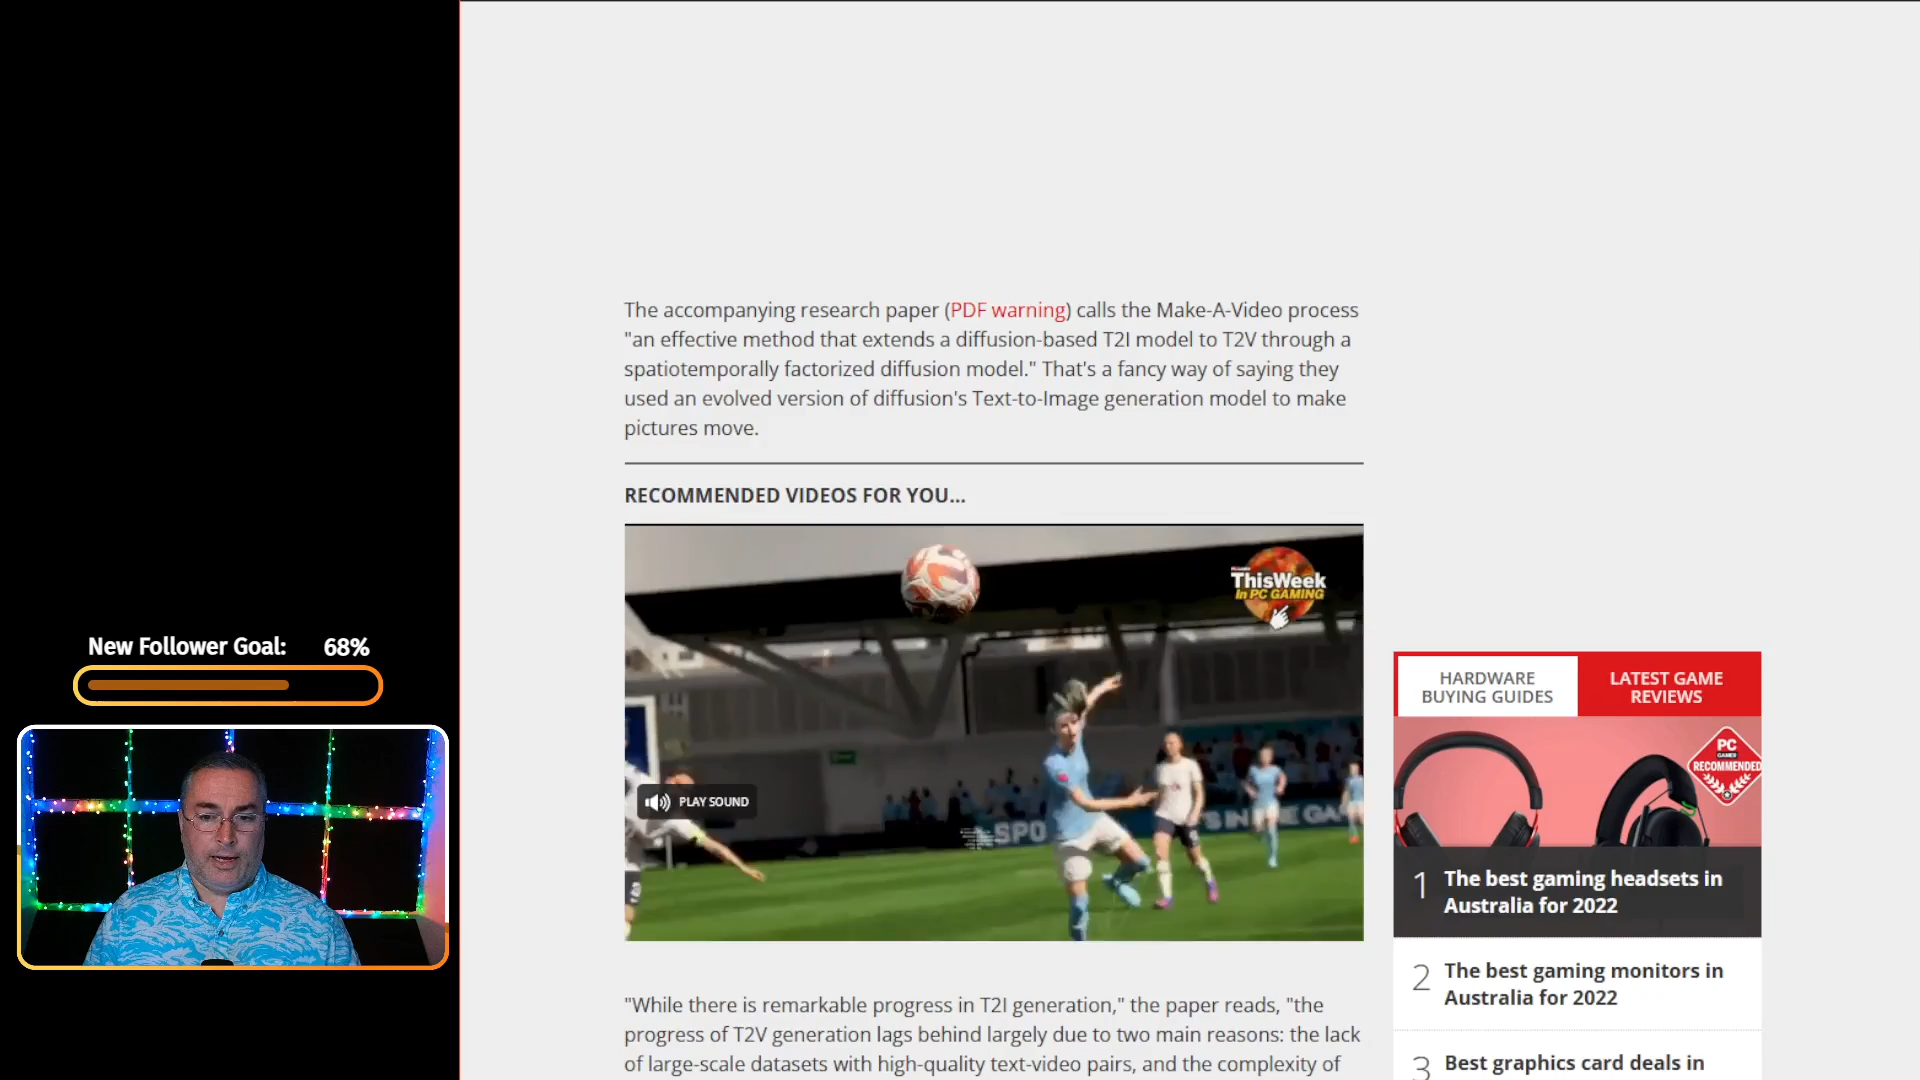 The accompanying research paper (PDF warning) calls the Make-A-Video process
"an effective method that extends a diffusion-based T2I model to T2V through a
spatiotemporally factorized diffusion model." That's a fancy way of saying they
used an evolved version of diffusion's Text-to-Image generation model to make
pictures move.
RECOMMENDED VIDEOS FOR YOU...
ThisWeek
in PC GAMING
PLAY SOUND
SPO
S IN THE GA
New Follower Goal: 68%
HARDWARE
BUYING GUIDES
LATEST GAME
REVIEWS
PC
GAMER
RECOMMENDED
1 The best gaming headsets in
Australia for 2022
2 The best gaming monitors in
Australia for 2022
3 Best graphics card deals in
"While there is remarkable progress in T2I generation," the paper reads, "the
progress of T2V generation lags behind largely due to two main reasons: the lack
of large-scale datasets with high-quality text-video pairs, and the complexity of